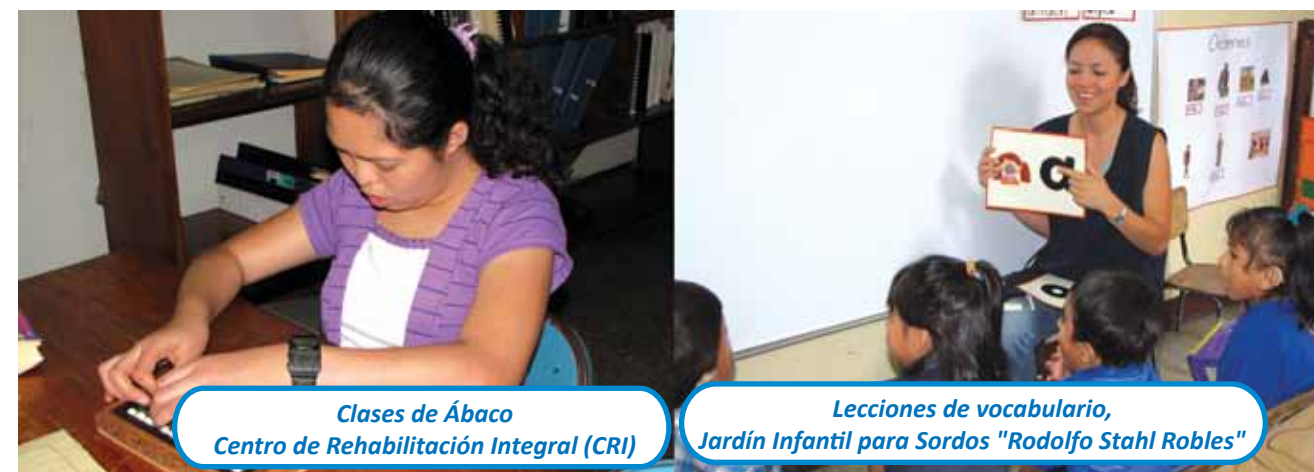 Clases de Ábaco
Centro de Rehabilitación Integral (CRI)
Lecciones de vocabulario,
Jardín Infantil para Sordos "Rodolfo Stahl Robles"
a